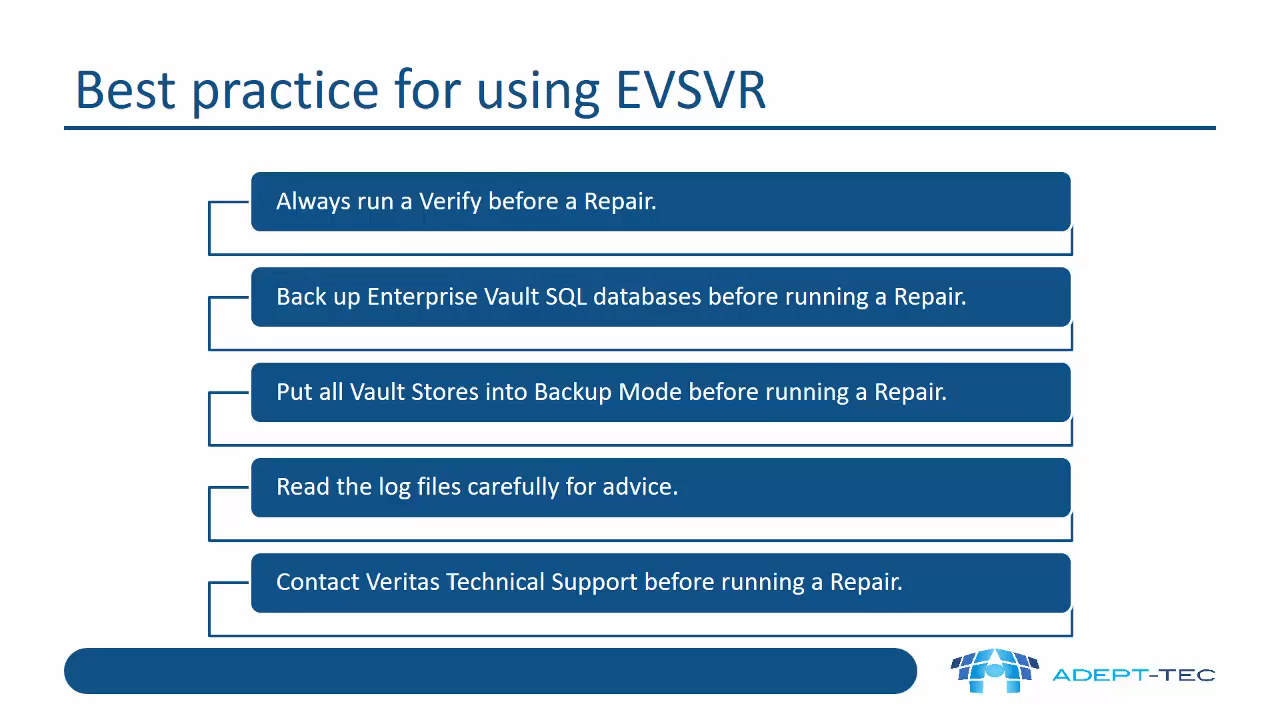 Best practice for using EVSVR
Always run a Verify before a Repair.
Back up Enterprise Vault SQL databases before running a Repair.
Put all Vault Stores into Backup Mode before running a Repair.
Read the log files carefully for advice.
Contact Veritas Technical Support before running a Repair.
ADEPT-TEC